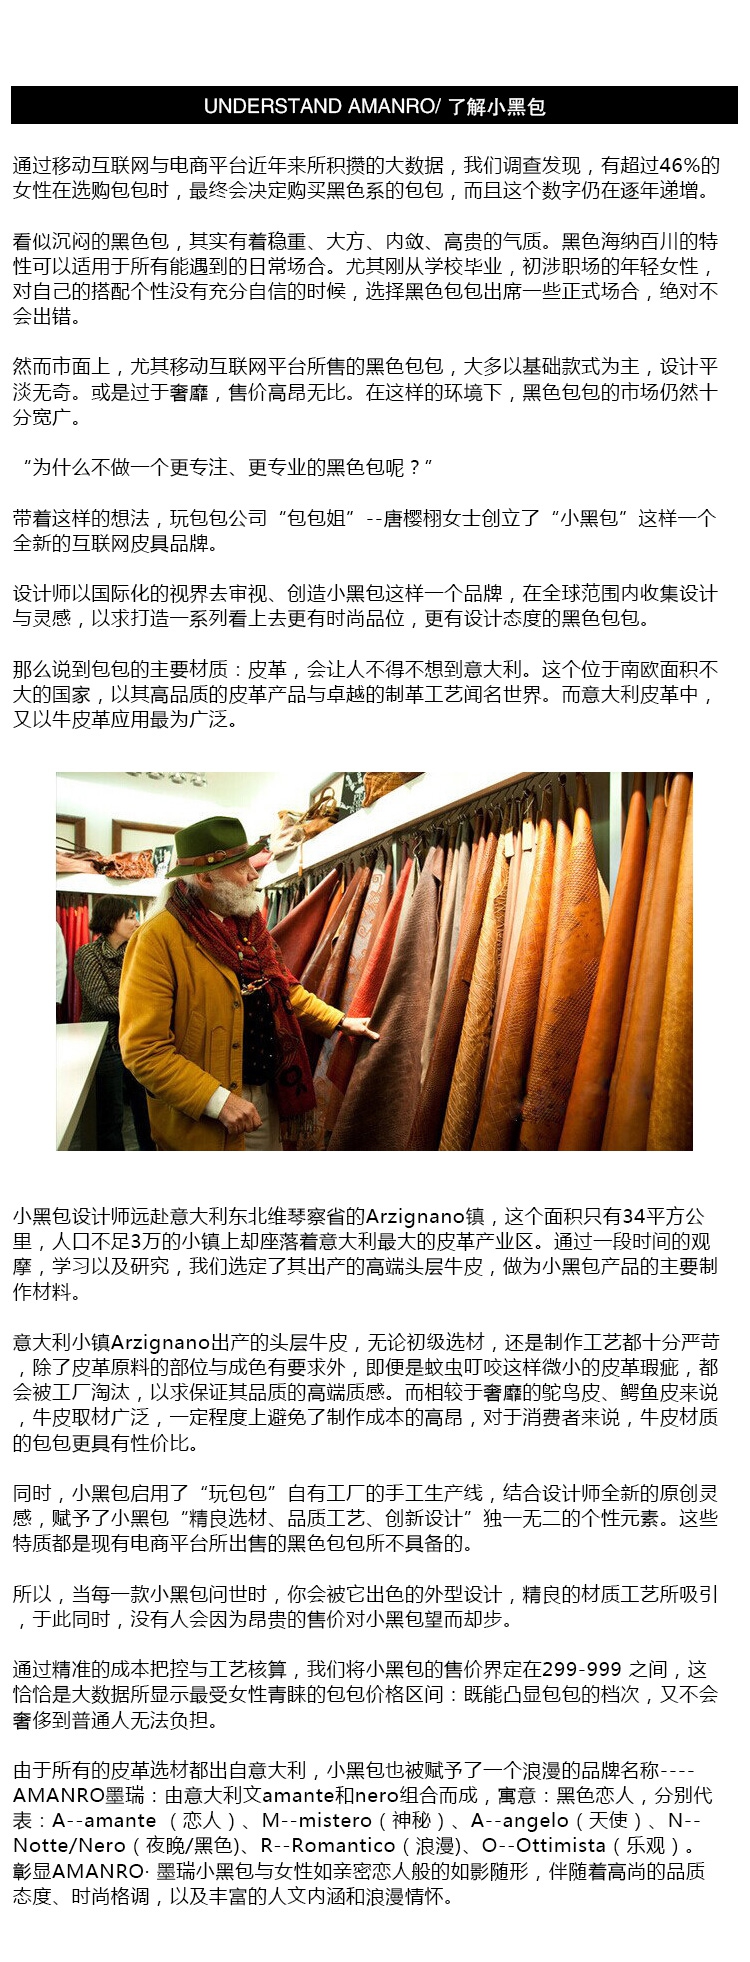 UNDERSTAND AMANRO/ 了解小黑包
通过移动互联网与电商平台近年来所积攒的大数据，我们调查发现，有超过46%的
女性在选购包包时，最终会决定购买黑色系的包包，而且这个数字仍在逐年递增。
看似沉闷的黑色包，其实有着稳重、大方、内敛、高贵的气质。黑色海纳百川的特
性可以适用于所有能遇到的日常场合。尤其刚从学校毕业，初涉职场的年轻女性，
对自己的搭配个性没有充分自信的时候，选择黑色包包出席一些正式场合，绝对不
会出错。
然而市面上，尤其移动互联网平台所售的黑色包包，大多以基础款式为主，设计平
淡无奇。或是过于奢靡，售价高昂无比。在这样的环境下，黑色包包的市场仍然十
分宽广。
“为什么不做一个更专注、更专业的黑色包呢？”
带着这样的想法，玩包包公司“包包姐”--唐樱栩女士创立了“小黑包”这样一个
全新的互联网皮具品牌。
设计师以国际化的视界去审视、创造小黑包这样一个品牌，在全球范围内收集设计
与灵感，以求打造一系列看上去更有时尚品位，更有设计态度的黑色包包。
那么说到包包的主要材质：皮革，会让人不得不想到意大利。这个位于南欧面积不
大的国家，以其高品质的皮革产品与卓越的制革工艺闻名世界。而意大利皮革中，
又以牛皮革应用最为广泛。
小黑包设计师远赴意大利东北维琴察省的Arzignano镇，这个面积只有34平方公
里，人口不足3万的小镇上却座落着意大利最大的皮革产业区。通过一段时间的观
摩，学习以及研究，我们选定了其出产的高端头层牛皮，做为小黑包产品的主要制
作材料。
意大利小镇Arzignano出产的头层牛皮，无论初级选材，还是制作工艺都十分严苛
，除了皮革原料的部位与成色有要求外，即便是蚊虫叮咬这样微小的皮革瑕疵，都
会被工厂淘汰，以求保证其品质的高端质感。而相较于奢靡的鸵鸟皮、鳄鱼皮来说
，牛皮取材广泛，一定程度上避免了制作成本的高昂，对于消费者来说，牛皮材质
的包包更具有性价比。
同时，小黑包启用了“玩包包”自有工厂的手工生产线，结合设计师全新的原创灵
感，赋予了小黑包“精良选材、品质工艺、创新设计”独一无二的个性元素。这些
特质都是现有电商平台所出售的黑色包包所不具备的。
所以，当每一款小黑包问世时，你会被它出色的外型设计，精良的材质工艺所吸引
，于此同时，没有人会因为昂贵的售价对小黑包望而却步。
通过精准的成本把控与工艺核算，我们将小黑包的售价界定在299-999 之间，这
恰恰是大数据所显示最受女性青睐的包包价格区间：既能凸显包包的档次，又不会
奢侈到普通人无法负担。
由于所有的皮革选材都出自意大利，小黑包也被赋予了一个浪漫的品牌名称----
AMANRO墨瑞：由意大利文amante和nero组合而成，寓意：黑色恋人，分别代
表：A--amante （恋人）、M--mistero（神秘）、A--angelo（天使）、N--
Notte/Nero（夜晚/黑色）、R--Romantico（浪漫)、O--Ottimista（乐观）。
彰显AMANRO· 墨瑞小黑包与女性如亲密恋人般的如影随形，伴随着高尚的品质
态度、时尚格调，以及丰富的人文内涵和浪漫情怀。